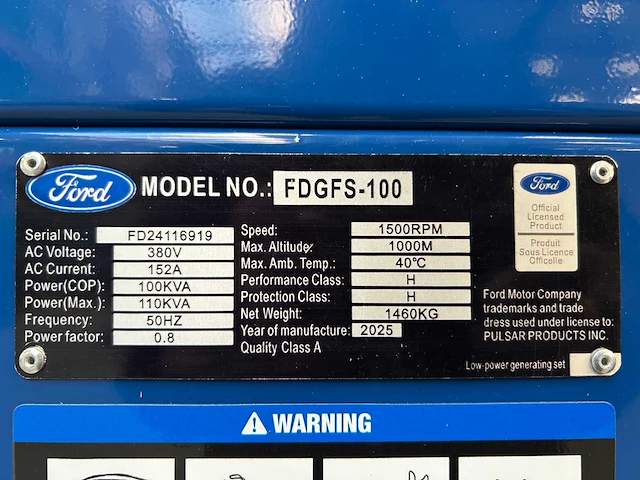 Ford
MODEL NO.: FDGFS-100
Serial No.: FD24116919
AC Voltage: 380V
AC Current: 152A
Power(COP): 100KVA
Power(Max.): 110KVA
Frequency: 50HZ
Power factor: 0.8
Speed: 1500RPM
Max. Altitude: 1000M
Max. Amb. Temp.: 40℃
Performance Class: H
Protection Class: H
Net Weight: 1460KG
Year of manufacture: 2025
Quality Class A
Ford
Official
Licensed
Product
Produit
Sous Licence
Officielle
Ford Motor Company
trademarks and trade
dress used under license to:
PULSAR PRODUCTS INC.
Low-power generating set
WARNING